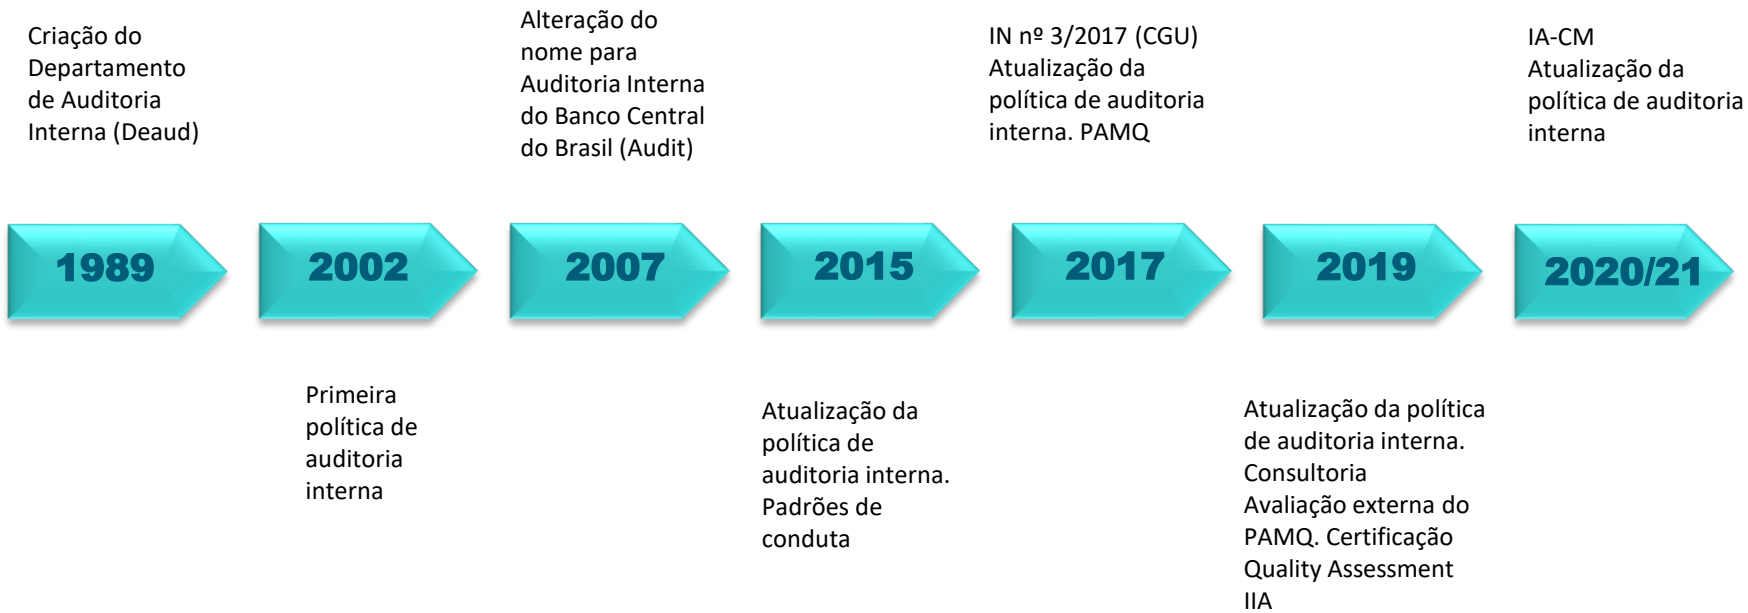 Criação do
Departamento
de Auditoria
Interna (Deaud)
Alteração do
nome para
Auditoria Interna
do Banco Central
do Brasil (Audit)
IN nº 3/2017 (CGU)
Atualização da
política de auditoria
interna. PAMQ
IA-CM
Atualização da
política de auditoria
interna
1989
2002
2007
2015
2017
2019
2020/21
Primeira
política de
auditoria
interna
Atualização da
política de
auditoria interna.
Padrões de
conduta
Atualização da política
de auditoria interna.
Consultoria
Avaliação externa do
PAMQ. Certificação
Quality Assessment
IIA